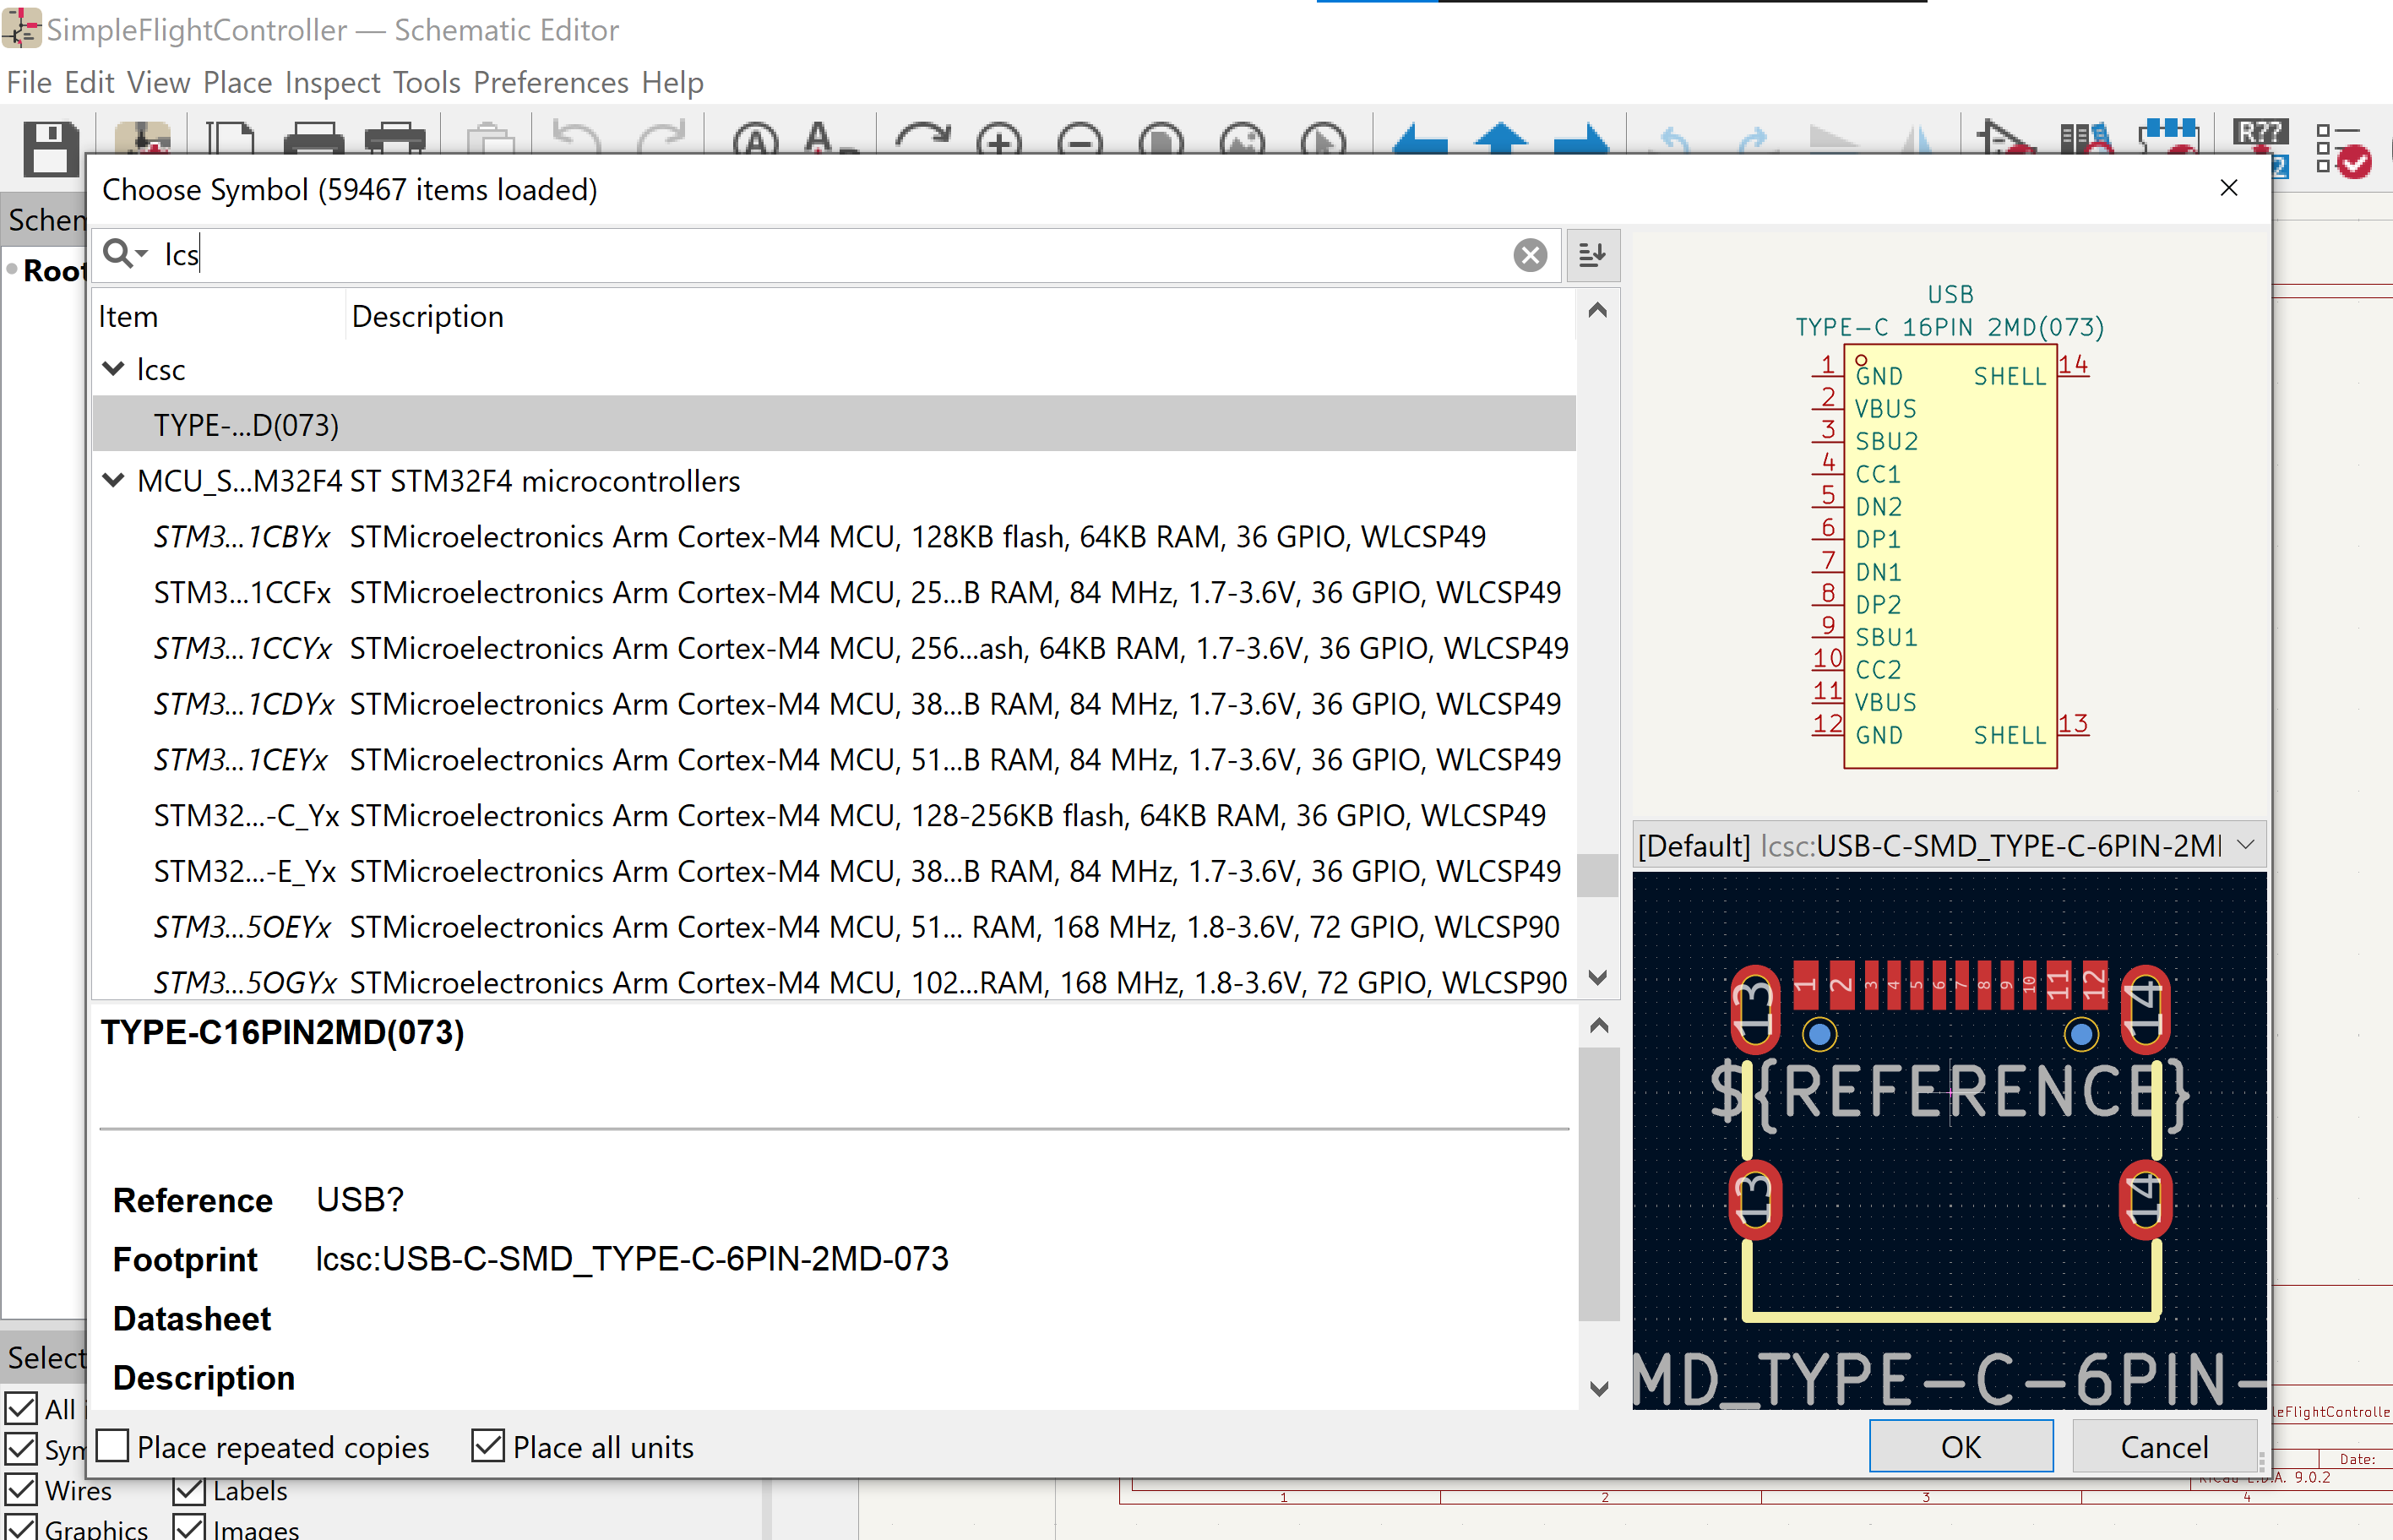 SimpleFlightController — Schematic Editor
File Edit View Place Inspect Tools Preferences Help
R??
2
Schem
Root
Choose Symbol (59467 items loaded)
lcs
Item Description
lcsc
TYPE-...D(073)
MCU_S...M32F4 ST STM32F4 microcontrollers
STM3...1CBYx STMicroelectronics Arm Cortex-M4 MCU, 128KB flash, 64KB RAM, 36 GPIO, WLCSP49
STM3...1CCFx STMicroelectronics Arm Cortex-M4 MCU, 25...B RAM, 84 MHz, 1.7-3.6V, 36 GPIO, WLCSP49
STM3...1CCYx STMicroelectronics Arm Cortex-M4 MCU, 256...ash, 64KB RAM, 1.7-3.6V, 36 GPIO, WLCSP49
STM3...1CDYx STMicroelectronics Arm Cortex-M4 MCU, 38...B RAM, 84 MHz, 1.7-3.6V, 36 GPIO, WLCSP49
STM3...1CEYx STMicroelectronics Arm Cortex-M4 MCU, 51...B RAM, 84 MHz, 1.7-3.6V, 36 GPIO, WLCSP49
STM32...-C_Yx STMicroelectronics Arm Cortex-M4 MCU, 128-256KB flash, 64KB RAM, 36 GPIO, WLCSP49
STM32...-E_Yx STMicroelectronics Arm Cortex-M4 MCU, 38...B RAM, 84 MHz, 1.7-3.6V, 36 GPIO, WLCSP49
STM3...5OEYx STMicroelectronics Arm Cortex-M4 MCU, 51... RAM, 168 MHz, 1.8-3.6V, 72 GPIO, WLCSP90
STM3...5OGYx STMicroelectronics Arm Cortex-M4 MCU, 102...RAM, 168 MHz, 1.8-3.6V, 72 GPIO, WLCSP90
TYPE-C16PIN2MD(073)
Reference USB?
Footprint lcsc:USB-C-SMD_TYPE-C-6PIN-2MD-073
Datasheet
Description
Place repeated copies Place all units
USB
TYPE-C 16PIN 2MD(073)
1 GND SHELL 14
2 VBUS
3 SBU2
4 CC1
5 DN2
6 DP1
7 DN1
8 DP2
9 SBU1
10 CC2
11 VBUS
12 GND SHELL 13
[Default] lcsc:USB-C-SMD_TYPE-C-6PIN-2M
13 1 2 3 4 5 6 7 8 9 10 11 12 14
${REFERENCE}
13 14
MD_TYPE-C-6PIN-
OK Cancel
Select
All
Sym
Wires Labels
Graphics Images
leFlightControlle
Date:
KiCad E.D.A. 9.0.2
1 2 3 4